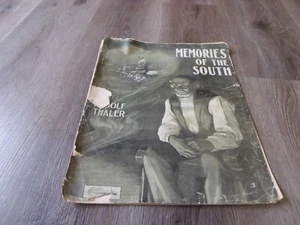 MEMORIES
OF THE
SOUTH
THALER